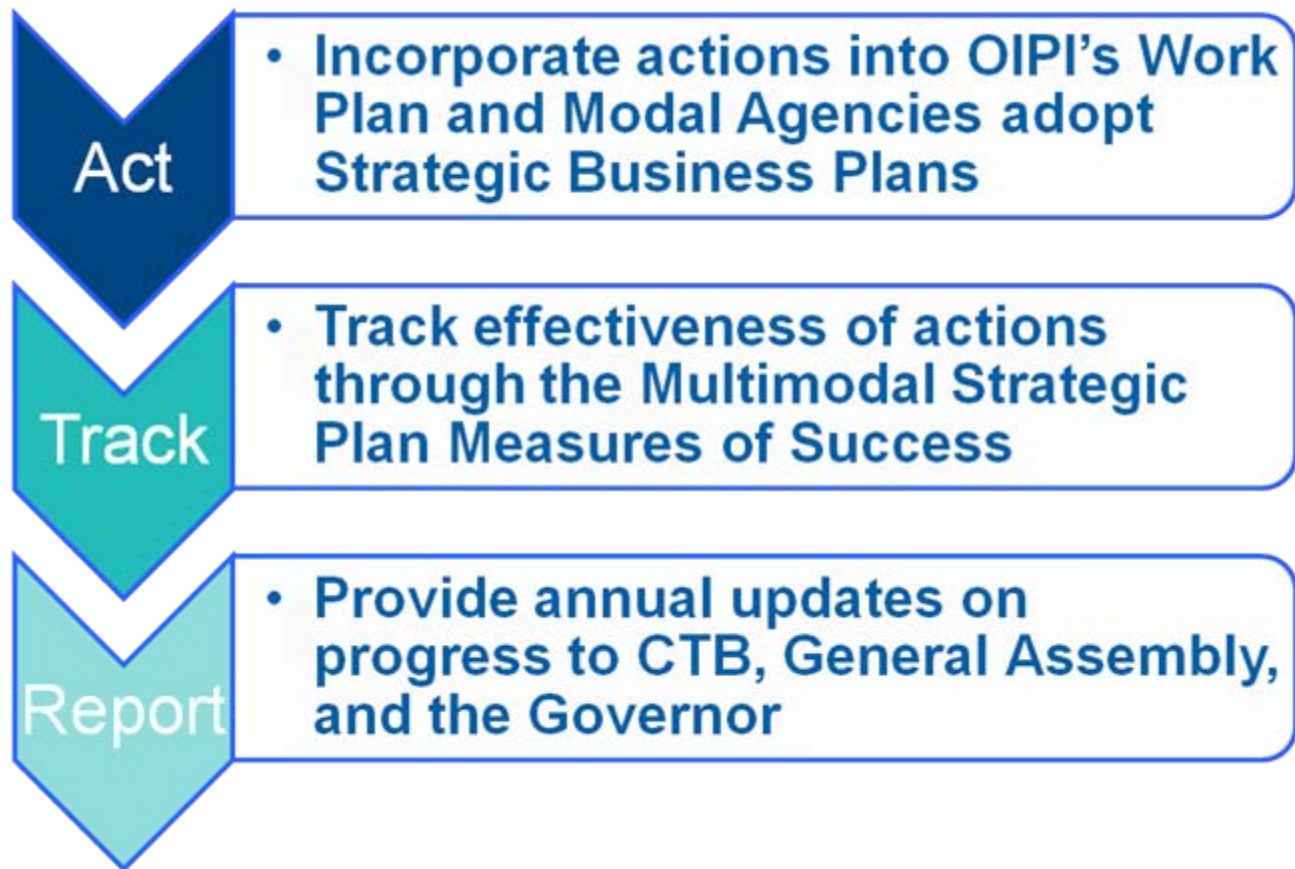 Act
• Incorporate actions into OIPI's Work
Plan and Modal Agencies adopt
Strategic Business Plans
Track
• Track effectiveness of actions
through the Multimodal Strategic
Plan Measures of Success
Report
• Provide annual updates on
progress to CTB, General Assembly,
and the Governor